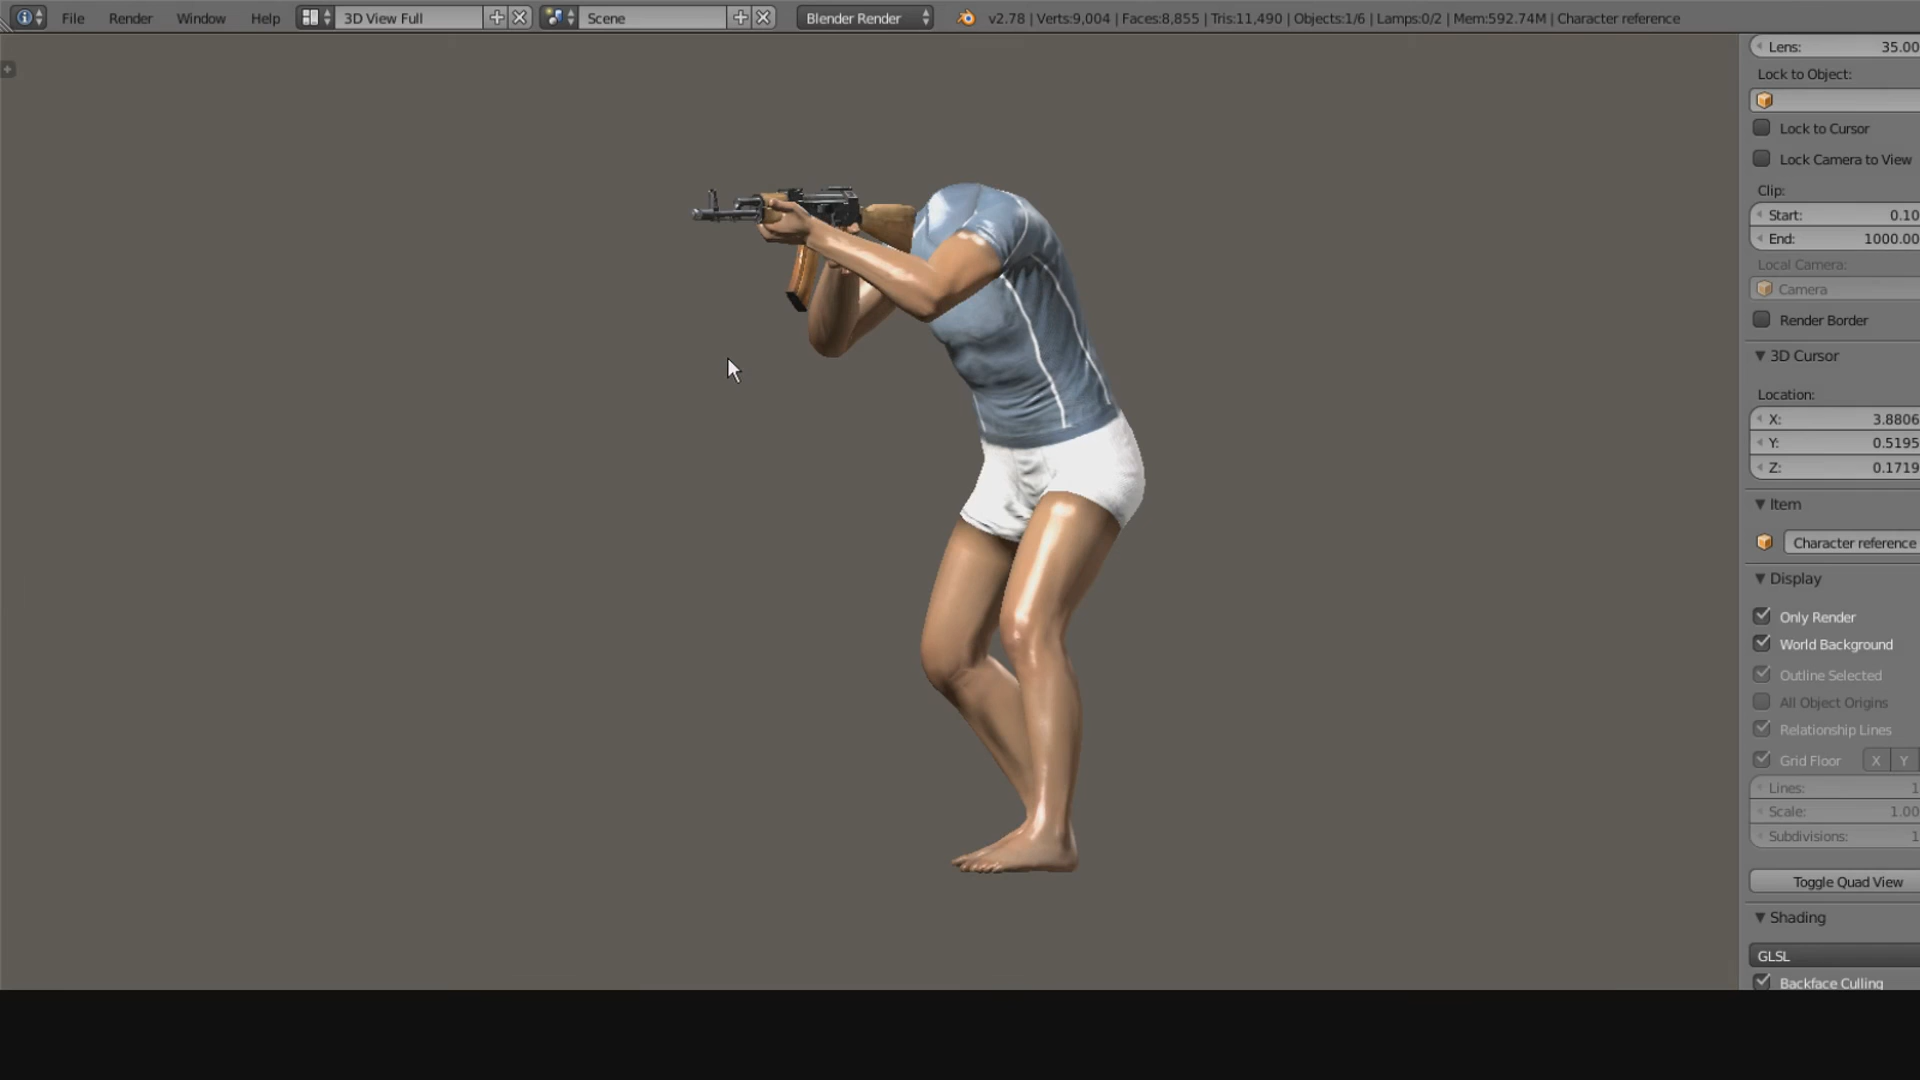 File Render Window Help 3D View Full Scene Blender Render v2.78 | Verts:9,004 | Faces:8,855 | Tris:11,490 | Objects:1/6 | Lamps:0/2 | Mem:592.74M | Character reference
Lens: 35.00
Lock to Object:
Lock to Cursor
Lock Camera to View
Clip:
Start: 0.10
End: 1000.00
Local Camera:
Camera
Render Border
3D Cursor
Location:
X: 3.8806
Y: 0.5195
Z: 0.1719
Item
Character reference
Display
Only Render
World Background
Outline Selected
All Object Origins
Relationship Lines
Grid Floor X Y
Lines: 1
Scale: 1.00
Subdivisions: 1
Toggle Quad View
Shading
GLSL
Backface Culling